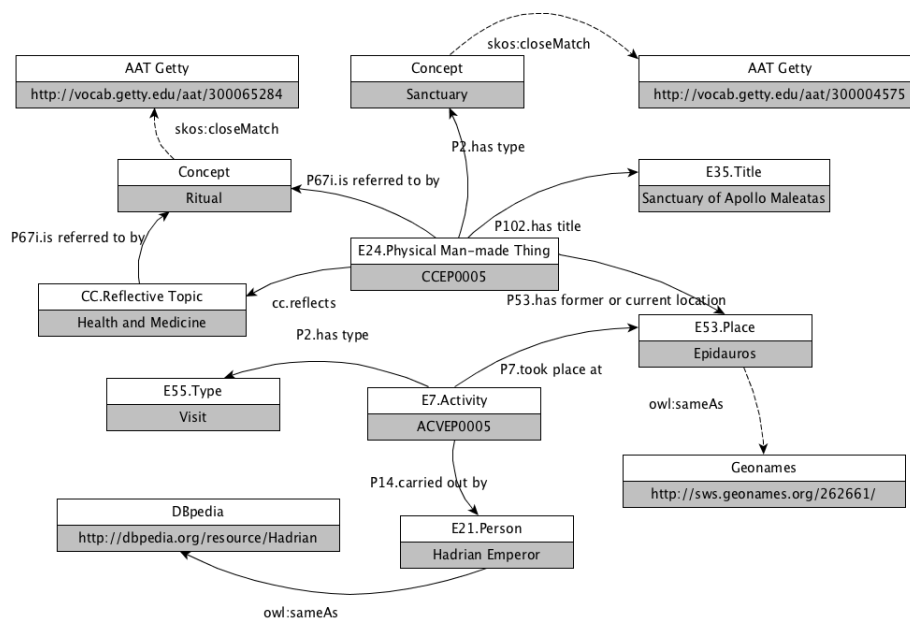 skos:closeMatch
AAT Getty
http://vocab.getty.edu/aat/300065284
Concept
Sanctuary
AAT Getty
http://vocab.getty.edu/aat/300004575
skos:closeMatch
P2.has type
Concept
Ritual
P67i.is referred to by
E35.Title
Sanctuary of Apollo Maleatas
P102.has title
P67i.is referred to by
E24.Physical Man-made Thing
CCEP0005
CC.Reflective Topic
Health and Medicine
cc.reflects
P53.has former or current location
E53.Place
Epidauros
P2.has type
P7.took place at
E55.Type
Visit
E7.Activity
ACVEP0005
owl:sameAs
Geonames
http://sws.geonames.org/262661/
P14.carried out by
DBpedia
http://dbpedia.org/resource/Hadrian
E21.Person
Hadrian Emperor
owl:sameAs